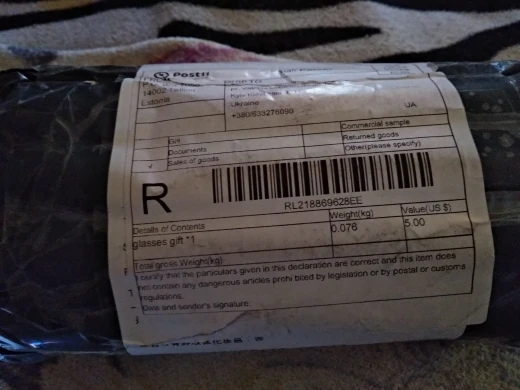 Posti
14002
Estonia
Ukraine
+380/633276090
UA
Gift
Commercial sample
Documents
Returned goods
✓ Sales of goods
Other(please specify)
R
RL218869628EE
Details of Contents
Weight(kg)
Value(US $)
glasses gift *1
0.076
5.00
Total gross Weight(kg)
I certify that the particulars given in this declaration are correct and this item does
not contain any dangerous articles prohibited by legislation or by postal or customs
regulations.
Date and sender's signature: